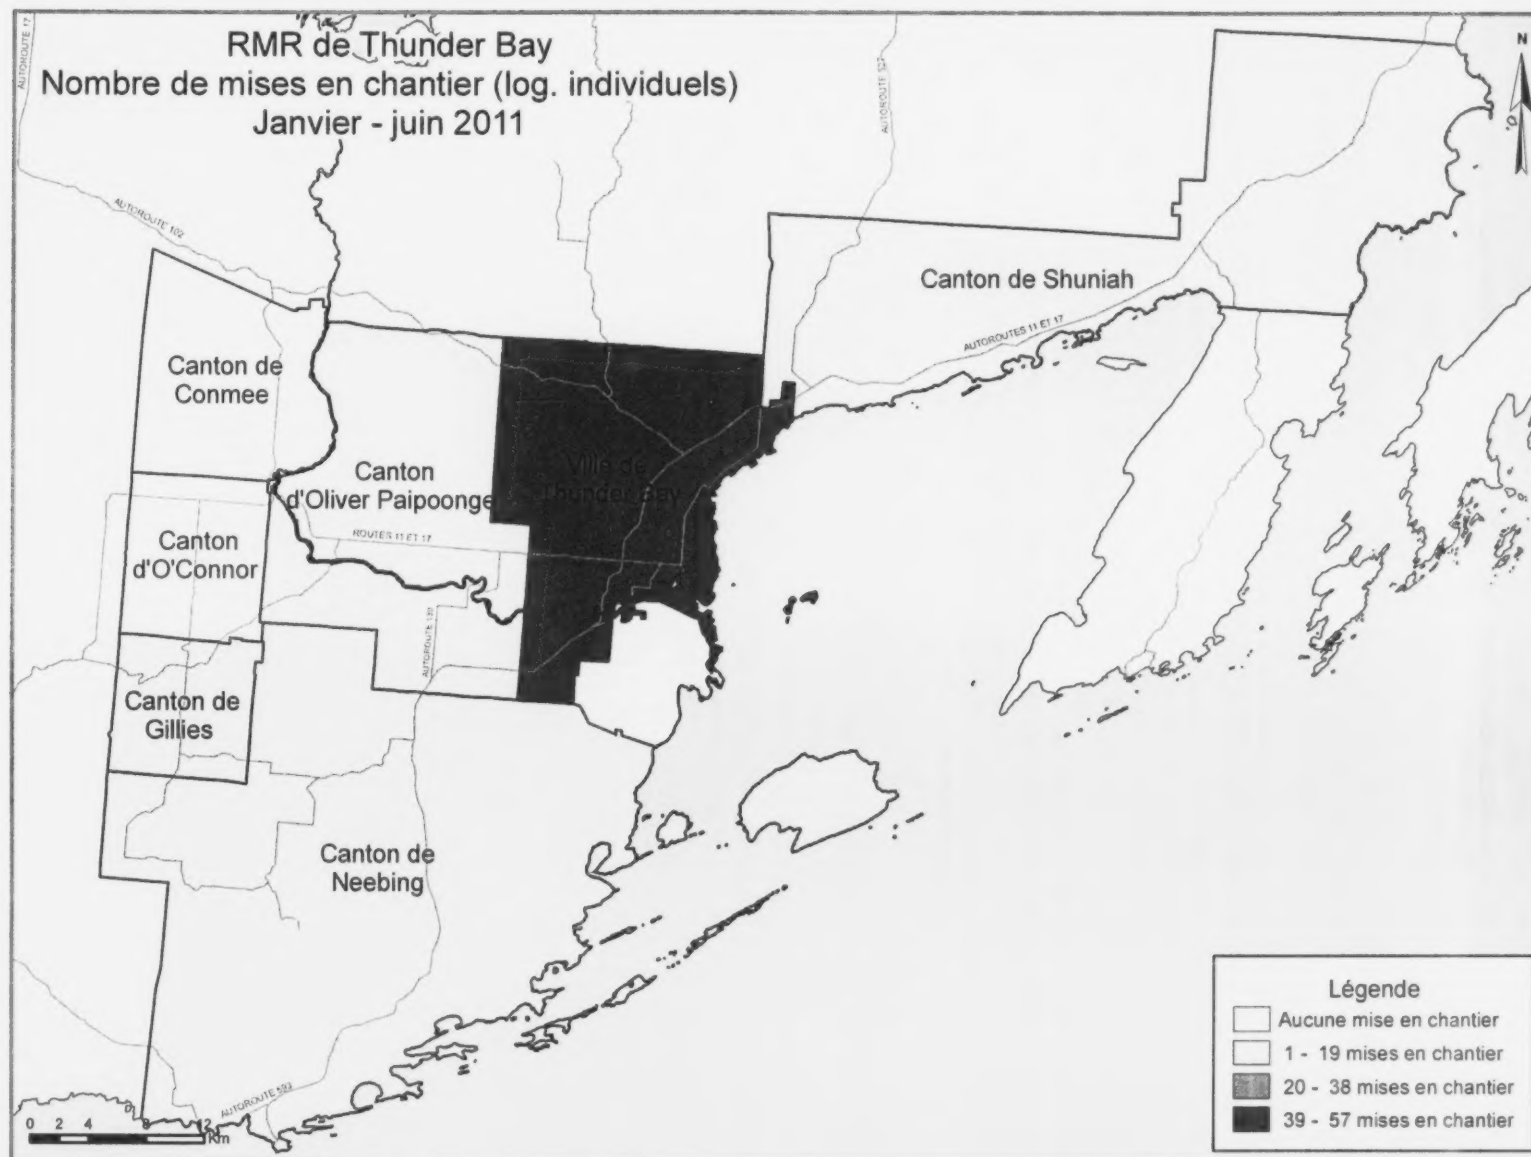 RMR de Thunder Bay
Nombre de mises en chantier (log. individuels)
Janvier - juin 2011
N
AUTOROUTE 17
AUTOROUTE 527
AUTOROUTE 102
Canton de Shuniah
AUTOROUTES 11 ET 17
Canton de
Conmee
Canton
d'Oliver Paipoonge
Ville de
Thunder Bay
ROUTES 11 ET 17
Canton
d'O'Connor
AUTOROUTE 130
Canton de
Gillies
Canton de
Neebing
AUTOROUTE 593
0 2 4 8 12
Km
Légende
Aucune mise en chantier
1 - 19 mises en chantier
20 - 38 mises en chantier
39 - 57 mises en chantier